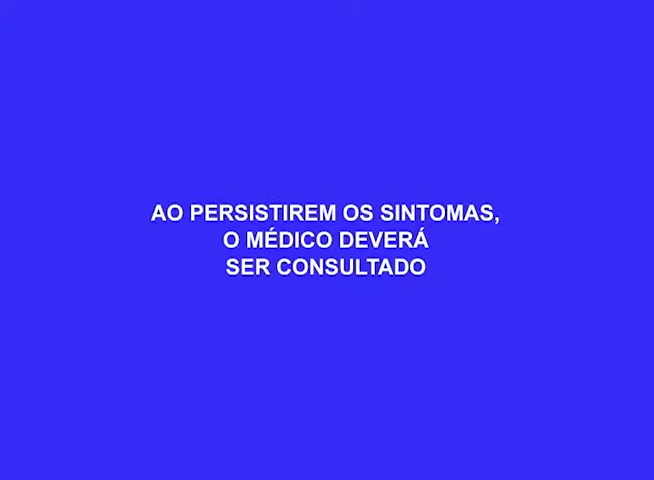 AO PERSISTIREM OS SINTOMAS,
O MÉDICO DEVERÁ
SER CONSULTADO